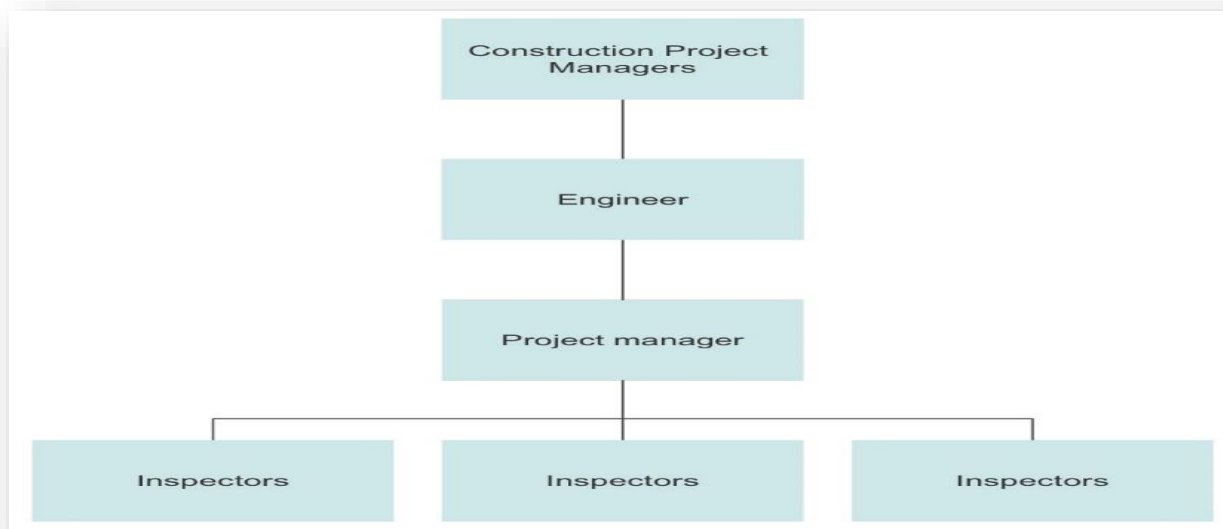 Construction Project
Managers
Engineer
Project manager
Inspectors
Inspectors
Inspectors